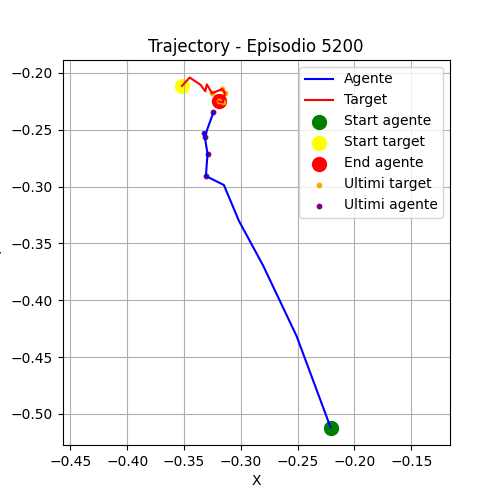 Trajectory - Episodio 5200
Agente
Target
Start agente
Start target
End agente
Ultimi target
Ultimi agente
−0.20
−0.25
−0.30
−0.35
−0.40
−0.45
−0.50
−0.45
−0.40
−0.35
−0.30
−0.25
−0.20
−0.15
X